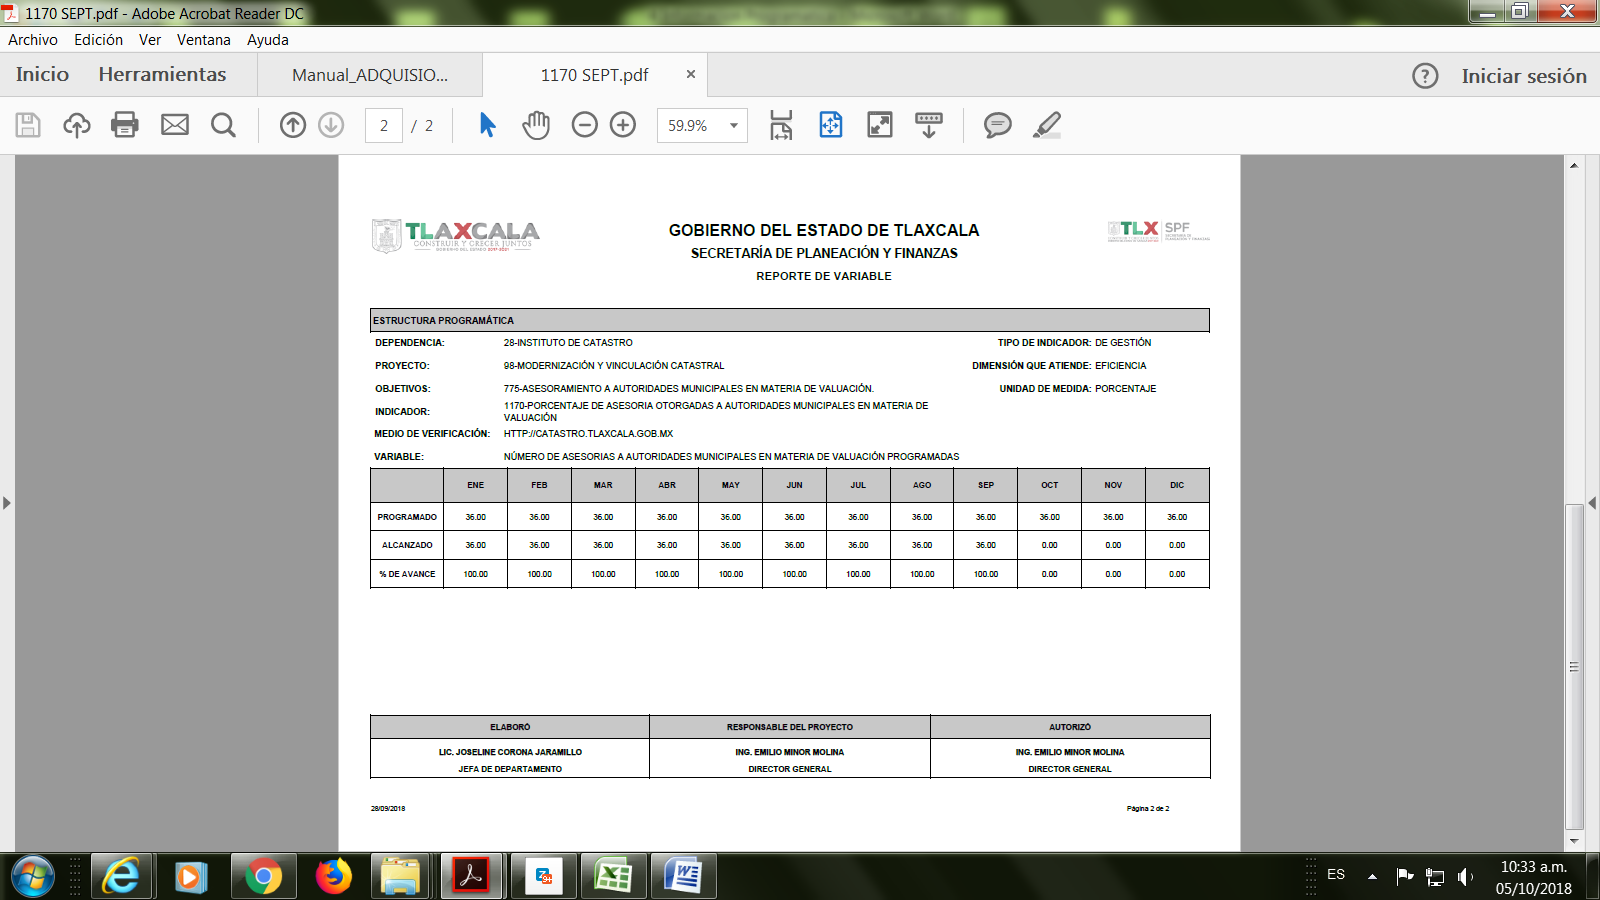 1170 SEPT.pdf - Adobe Acrobat Reader DC
Archivo Edición Ver Ventana Ayuda
Inicio Herramientas Manual_ADQUISIO... 1170 SEPT.pdf × Iniciar sesión
2 / 2 59.9%
TLAXCALA
CONSTRUIR Y CRECER JUNTOS
GOBIERNO DEL ESTADO 2017-2021
GOBIERNO DEL ESTADO DE TLAXCALA
SECRETARÍA DE PLANEACIÓN Y FINANZAS
REPORTE DE VARIABLE
TLX SPF
SECRETARÍA DE
PLANEACIÓN Y FINANZAS
ESTRUCTURA PROGRAMÁTICA
DEPENDENCIA: 28-INSTITUTO DE CATASTRO TIPO DE INDICADOR: DE GESTIÓN
PROYECTO: 98-MODERNIZACIÓN Y VINCULACIÓN CATASTRAL DIMENSIÓN QUE ATIENDE: EFICIENCIA
OBJETIVOS: 775-ASESORAMIENTO A AUTORIDADES MUNICIPALES EN MATERIA DE VALUACIÓN. UNIDAD DE MEDIDA: PORCENTAJE
INDICADOR: 1170-PORCENTAJE DE ASESORIA OTORGADAS A AUTORIDADES MUNICIPALES EN MATERIA DE
VALUACIÓN
MEDIO DE VERIFICACIÓN: HTTP://CATASTRO.TLAXCALA.GOB.MX
VARIABLE: NÚMERO DE ASESORIAS A AUTORIDADES MUNICIPALES EN MATERIA DE VALUACIÓN PROGRAMADAS
ENE FEB MAR ABR MAY JUN JUL AGO SEP OCT NOV DIC
PROGRAMADO 36.00 36.00 36.00 36.00 36.00 36.00 36.00 36.00 36.00 36.00 36.00 36.00
ALCANZADO 36.00 36.00 36.00 36.00 36.00 36.00 36.00 36.00 36.00 0.00 0.00 0.00
% DE AVANCE 100.00 100.00 100.00 100.00 100.00 100.00 100.00 100.00 100.00 0.00 0.00 0.00
ELABORÓ RESPONSABLE DEL PROYECTO AUTORIZÓ
LIC. JOSELINE CORONA JARAMILLO ING. EMILIO MINOR MOLINA ING. EMILIO MINOR MOLINA
JEFA DE DEPARTAMENTO DIRECTOR GENERAL DIRECTOR GENERAL
28/09/2018 Página 2 de 2
ES 10:33 a.m.
05/10/2018